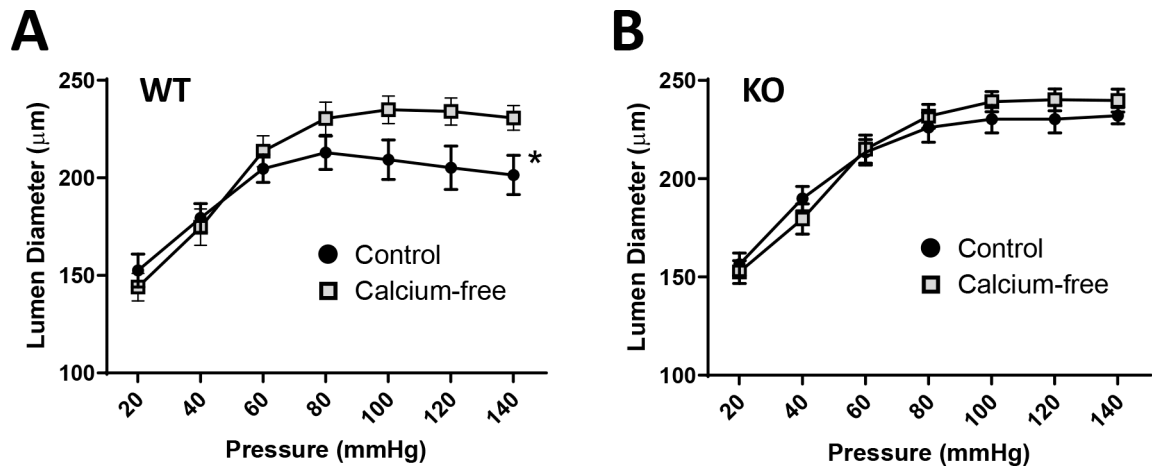 A
WT
250
200
150
100
Lumen Diameter (μm)
*
Control
Calcium-free
20 40 60 80 100 120 140
Pressure (mmHg)
B
KO
250
200
150
100
Lumen Diameter (μm)
Control
Calcium-free
20 40 60 80 100 120 140
Pressure (mmHg)